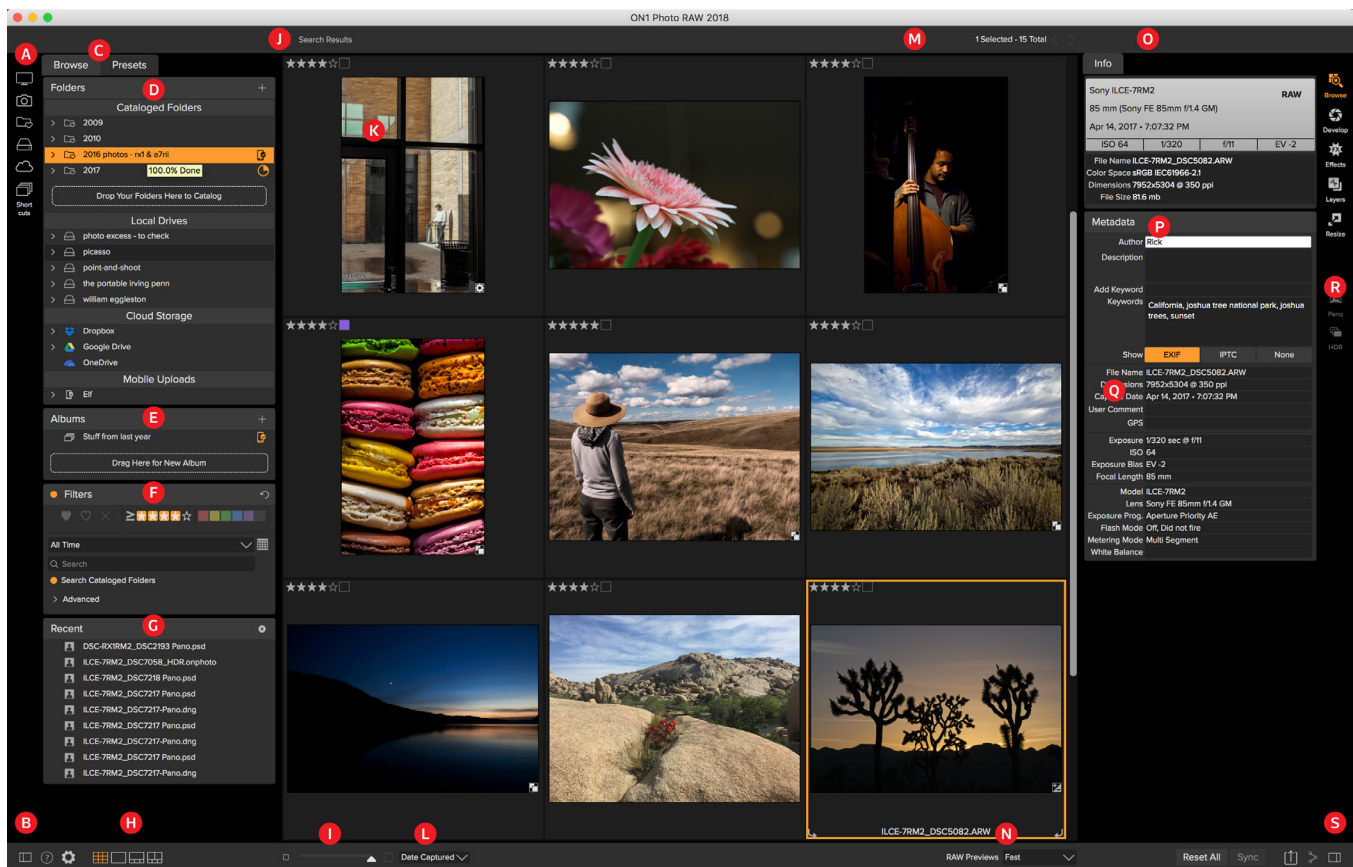 ON1 Photo RAW 2018
J
Search Results
M
1 Selected - 15 Total
O
A
C
Browse
Presets
Folders
D
Cataloged Folders
2009
2010
2016 photos - rx1 & a7rii
2017
100.0% Done
Drop Your Folders Here to Catalog
Local Drives
photo excess - to check
picasso
point-and-shoot
the portable irving penn
william eggleston
Cloud Storage
Dropbox
Google Drive
OneDrive
Mobile Uploads
Elf
Short
cuts
Albums
E
Stuff from last year
Drag Here for New Album
Filters
F
All Time
Search
Search Cataloged Folders
Advanced
Recent
G
DSC-RX1RM2_DSC2193 Pano.psd
ILCE-7RM2_DSC7058_HDR.onphoto
ILCE-7RM2_DSC7218 Pano.psd
ILCE-7RM2_DSC7217 Pano.psd
ILCE-7RM2_DSC7217-Pano.dng
ILCE-7RM2_DSC7217 Pano.psd
ILCE-7RM2_DSC7217-Pano.dng
ILCE-7RM2_DSC7217 Pano.psd
ILCE-7RM2_DSC7217-Pano.dng
K
ILCE-7RM2_DSC5082.ARW
Info
Sony ILCE-7RM2
RAW
85 mm (Sony FE 85mm f/1.4 GM)
Apr 14, 2017 • 7:07:32 PM
ISO 64
1/320
f/11
EV -2
File Name ILCE-7RM2_DSC5082.ARW
Color Space sRGB IEC61966-2.1
Dimensions 7952x5304 @ 350 ppi
File Size 81.6 mb
Metadata
P
Author Rick
Description
Add Keyword
Keywords California, joshua tree national park, joshua
trees, sunset
Show EXIF IPTC None
File Name ILCE-7RM2_DSC5082.ARW
7952x5304 @ 350 ppi
Q
Date Apr 14, 2017 • 7:07:32 PM
User Comment
GPS
Exposure 1/320 sec @ f/11
ISO 64
Exposure Bias EV -2
Focal Length 85 mm
Model ILCE-7RM2
Lens Sony FE 85mm f/1.4 GM
Exposure Prog. Aperture Priority AE
Flash Mode Off, Did not fire
Metering Mode Multi Segment
White Balance
Browse
Develop
Effects
Layers
Resize
R
Pano
HDR
B
H
I
L
N
S
Date Captured
RAW Previews Fast
Reset All
Sync